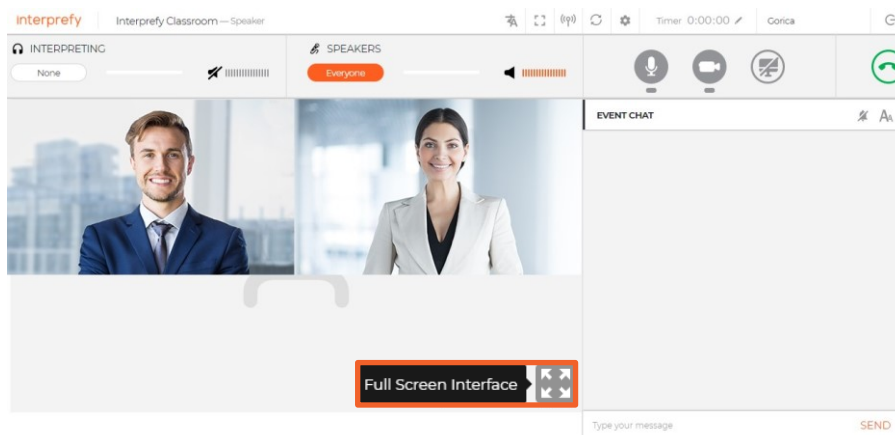 interprefy
Interprefy Classroom — Speaker
Timer 0:00:00
Gorica
INTERPRETING
None
SPEAKERS
Everyone
EVENT CHAT
AA
Full Screen Interface
Type your message
SEND